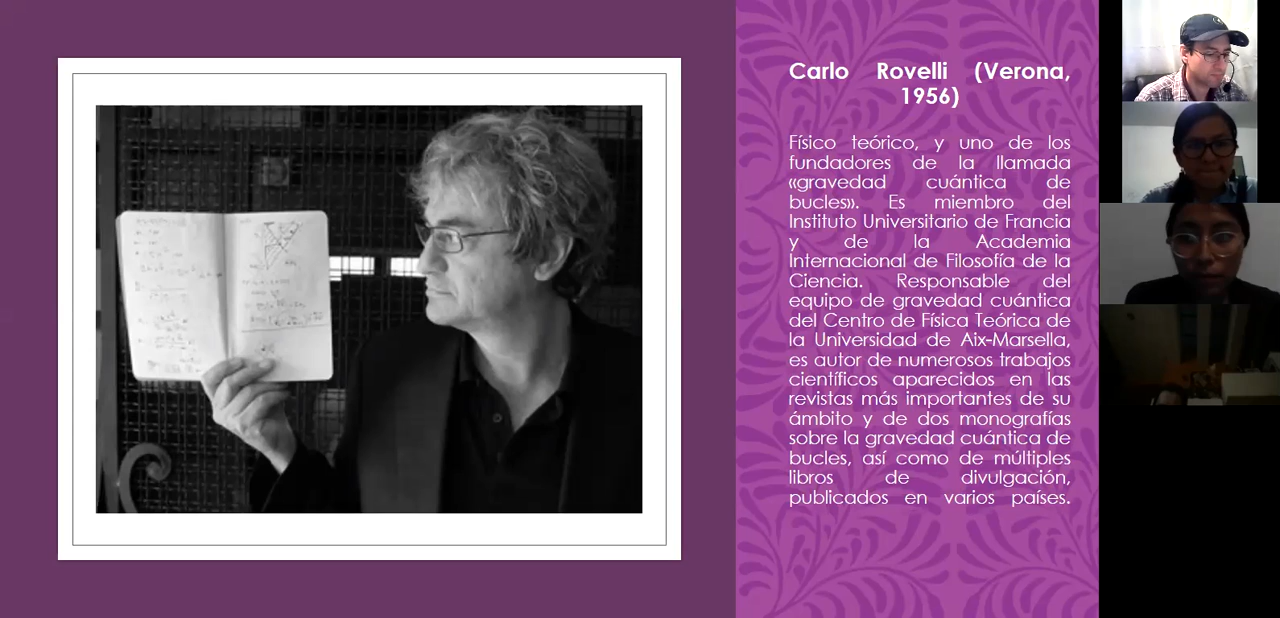 Carlo Rovelli (Verona,
1956)
Físico teórico, y uno de los
fundadores de la llamada
«gravedad cuántica de
bucles». Es miembro del
Instituto Universitario de Francia
y de la Academia
Internacional de Filosofía de la
Ciencia. Responsable del
equipo de gravedad cuántica
del Centro de Física Teórica de
la Universidad de Aix-Marsella,
es autor de numerosos trabajos
científicos aparecidos en las
revistas más importantes de su
ámbito y de dos monografías
sobre la gravedad cuántica de
bucles, así como de múltiples
libros de divulgación,
publicados en varios países.